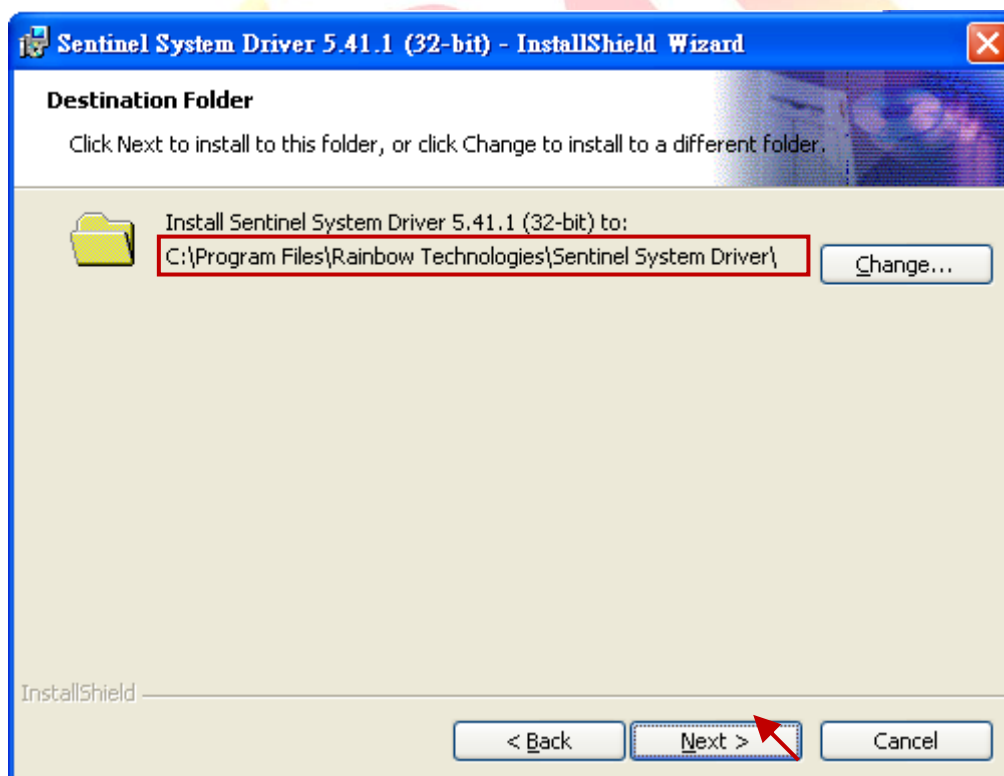 Sentinel System Driver 5.41.1 (32-bit) - InstallShield Wizard
Destination Folder
Click Next to install to this folder, or click Change to install to a different folder.
Install Sentinel System Driver 5.41.1 (32-bit) to:
C:\Program Files\Rainbow Technologies\Sentinel System Driver\
Change...
InstallShield
< Back
Next >
Cancel